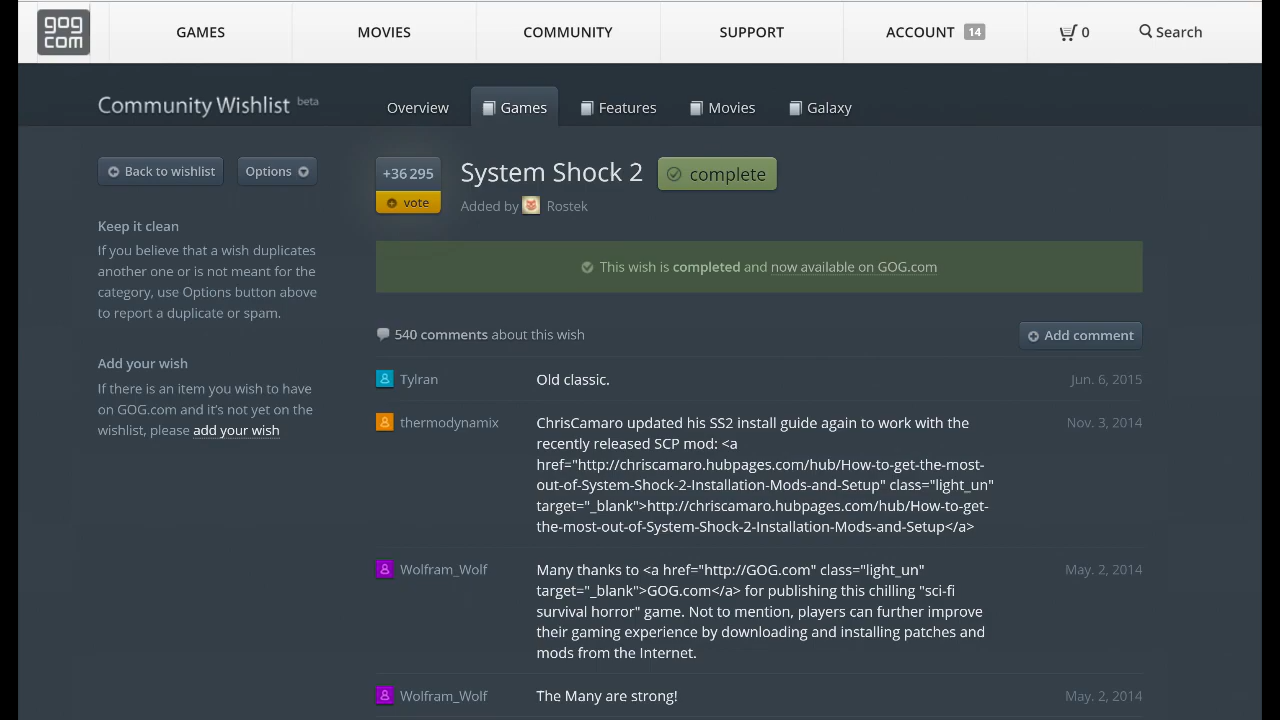 gog
com
GAMES
MOVIES
COMMUNITY
SUPPORT
ACCOUNT 14
0
Search
Community Wishlist beta
Overview
Games
Features
Movies
Galaxy
Back to wishlist
Options
Keep it clean
If you believe that a wish duplicates
another one or is not meant for the
category, use Options button above
to report a duplicate or spam.
Add your wish
If there is an item you wish to have
on GOG.com and it's not yet on the
wishlist, please add your wish
+36295
vote
System Shock 2
complete
Added by Rostek
This wish is completed and now available on GOG.com
540 comments about this wish
Add comment
Tylran
Old classic.
Jun. 6, 2015
thermodynamix
ChrisCamaro updated his SS2 install guide again to work with the
recently released SCP mod: <a
href="http://chriscamaro.hubpages.com/hub/How-to-get-the-most-
out-of-System-Shock-2-Installation-Mods-and-Setup" class="light_un"
target="_blank">http://chriscamaro.hubpages.com/hub/How-to-get-
the-most-out-of-System-Shock-2-Installation-Mods-and-Setup</a>
Nov. 3, 2014
Wolfram_Wolf
Many thanks to <a href="http://GOG.com" class="light_un"
target="_blank">GOG.com</a> for publishing this chilling "sci-fi
survival horror" game. Not to mention, players can further improve
their gaming experience by downloading and installing patches and
mods from the Internet.
May. 2, 2014
Wolfram_Wolf
The Many are strong!
May. 2, 2014